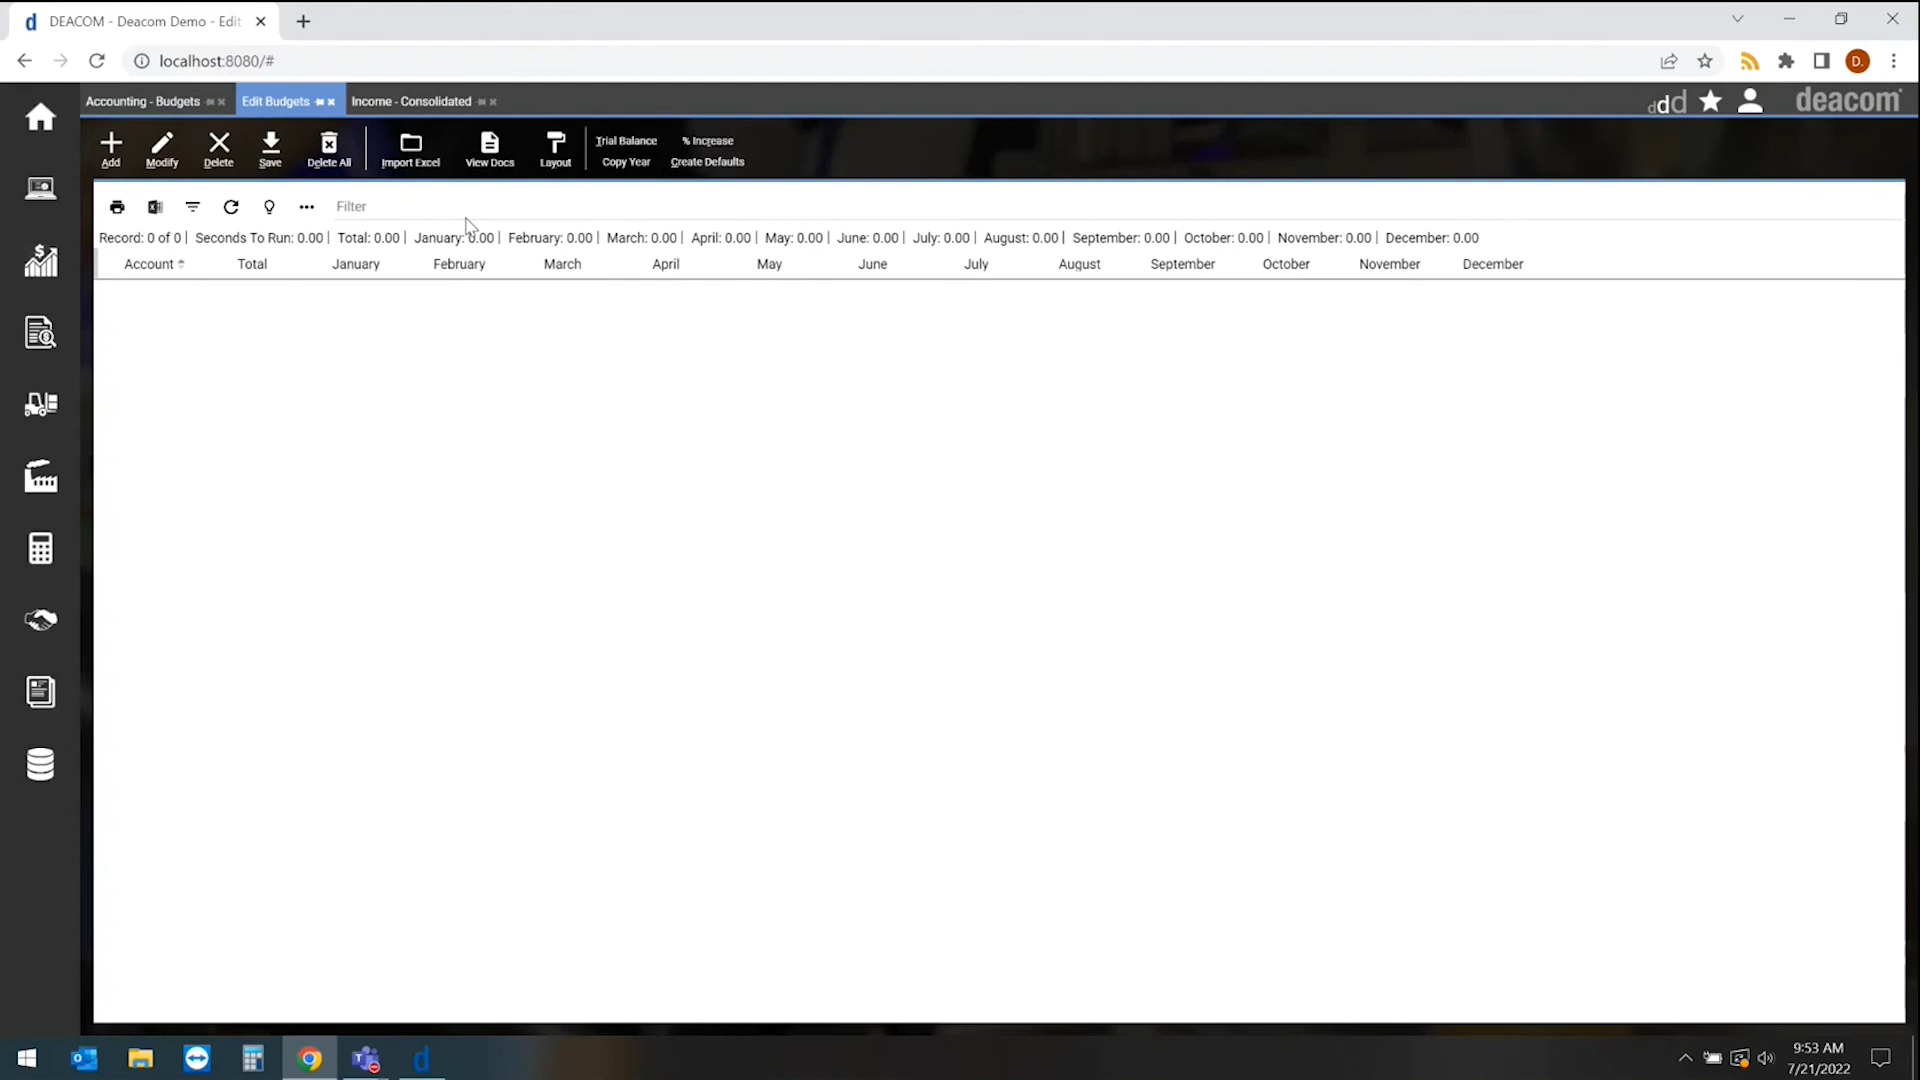 DEACOM - Deacom Demo - Edit
localhost:8080/#
D.
Accounting - Budgets
Edit Budgets
Income - Consolidated
ddd
deacom
Add
Modify
Delete
Save
Delete All
Import Excel
View Docs
Layout
Trial Balance
% Increase
Copy Year
Create Defaults
Filter
Record: 0 of 0 | Seconds To Run: 0.00 | Total: 0.00 | January: 0.00 | February: 0.00 | March: 0.00 | April: 0.00 | May: 0.00 | June: 0.00 | July: 0.00 | August: 0.00 | September: 0.00 | October: 0.00 | November: 0.00 | December: 0.00
Account Total January February March April May June July August September October November December
9:53 AM
7/21/2022